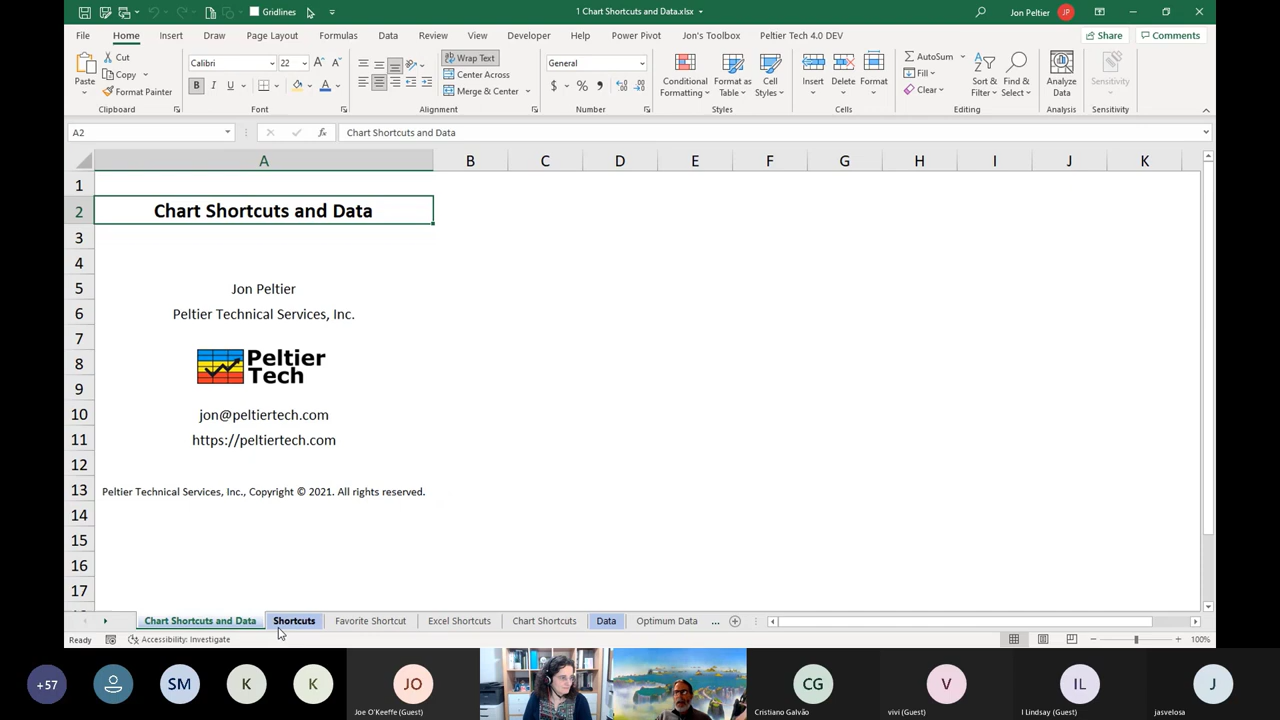 Gridlines
1 Chart Shortcuts and Data.xlsx
Jon Peltier
JP
File Home Insert Draw Page Layout Formulas Data Review View Developer Help Power Pivot Jon's Toolbox Peltier Tech 4.0 DEV Share Comments
Paste
Cut
Copy
Format Painter
Clipboard
Calibri 22 A A
B I U A
Font
Wrap Text
Center Across
Merge & Center
Alignment
General
$ % ,
Number
Conditional Formatting
Format as Table
Cell Styles
Styles
Insert Delete Format
Cells
AutoSum
Fill
Clear
Sort & Filter
Find & Select
Editing
Analyze Data
Analysis
Sensitivity
Sensitivity
A2 fx Chart Shortcuts and Data
A B C D E F G H I J K
1
2 Chart Shortcuts and Data
3
4
5 Jon Peltier
6 Peltier Technical Services, Inc.
7
8 Peltier
Tech
9
10 jon@peltiertech.com
11 https://peltiertech.com
12
13 Peltier Technical Services, Inc., Copyright © 2021. All rights reserved.
14
15
16
17
Chart Shortcuts and Data Shortcuts Favorite Shortcut Excel Shortcuts Chart Shortcuts Data Optimum Data ...
Ready Accessibility: Investigate 100%
+57 SM K K JO CG V IL J
Joe O'Keeffe (Guest) Cristiano Galvão vivi (Guest) I Lindsay (Guest) jasvelosa